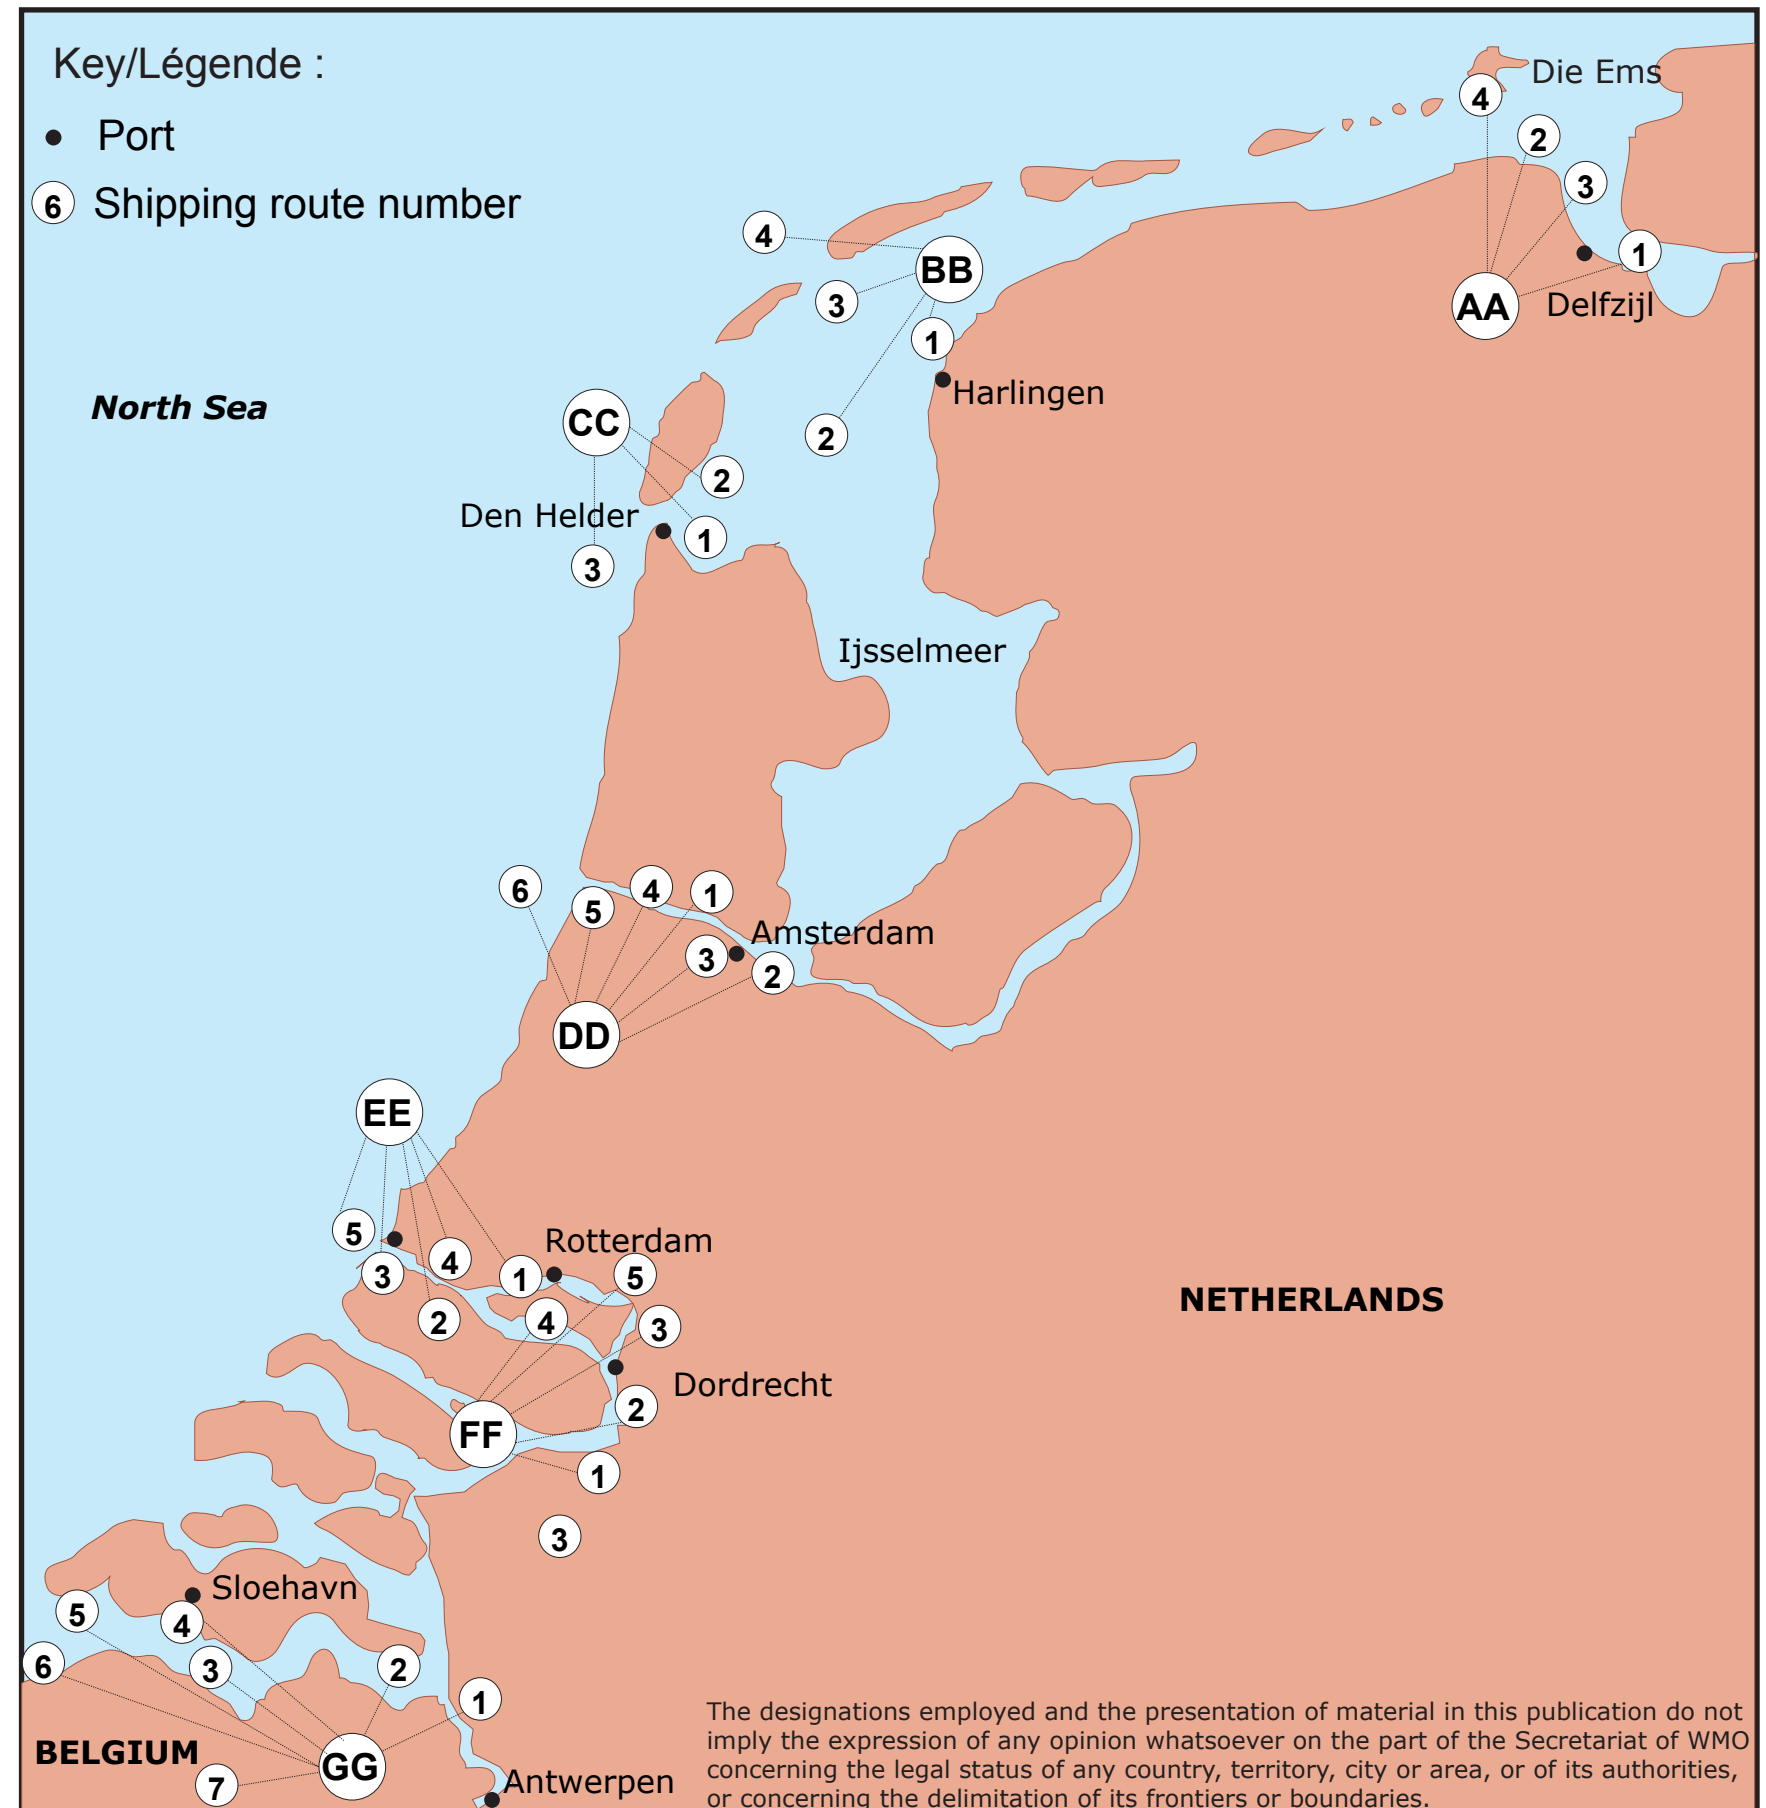 Key/Légende :
Port
6 Shipping route number
Die Ems
4
2
3
1
AA
Delfzijl
4
BB
3
1
2
Harlingen
North Sea
CC
2
1
3
Den Helder
Ijsselmeer
6
5
4
1
3
2
Amsterdam
DD
EE
5
3
4
2
1
Rotterdam
5
4
3
NETHERLANDS
Dordrecht
2
FF
1
3
Sloehavn
5
4
6
3
2
1
BELGIUM
GG
7
Antwerpen
The designations employed and the presentation of material in this publication do not
imply the expression of any opinion whatsoever on the part of the Secretariat of WMO
concerning the legal status of any country, territory, city or area, or of its authorities,
or concerning the delimitation of its frontiers or boundaries.